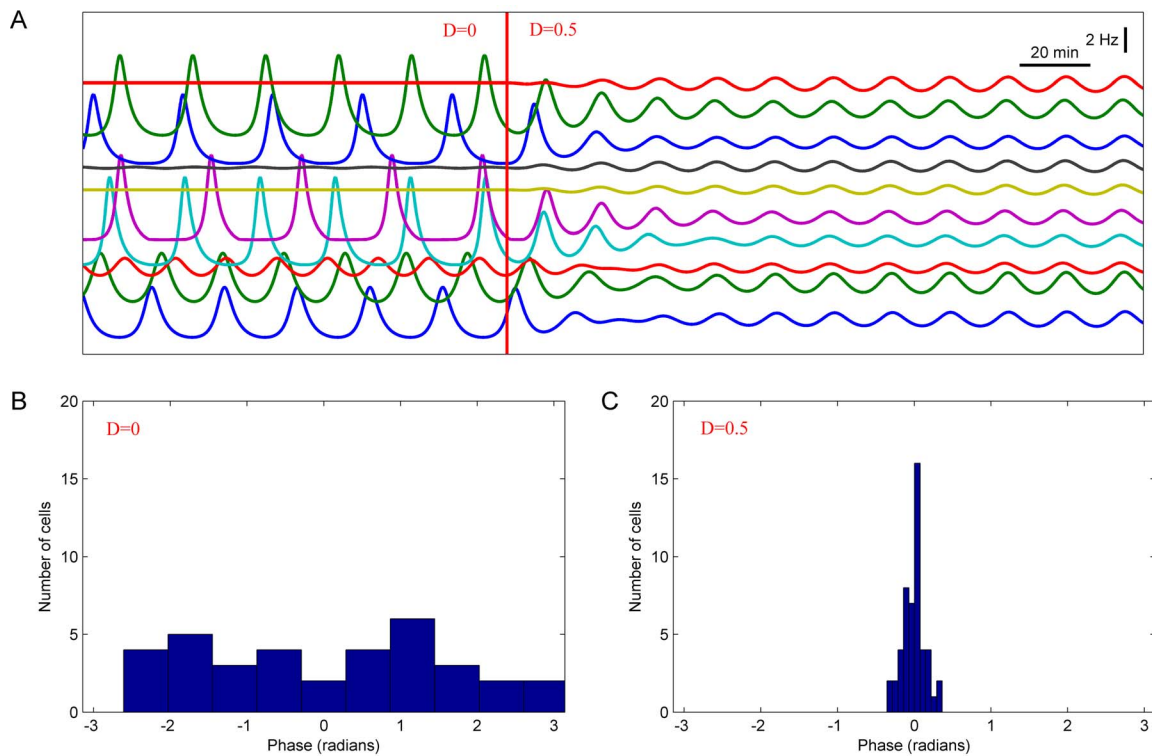 A
D=0
D=0.5
2 Hz
20 min
B
D=0
20
15
10
5
0
Number of cells
-3 -2 -1 0 1 2 3
Phase (radians)
C
D=0.5
20
15
10
5
0
Number of cells
-3 -2 -1 0 1 2 3
Phase (radians)